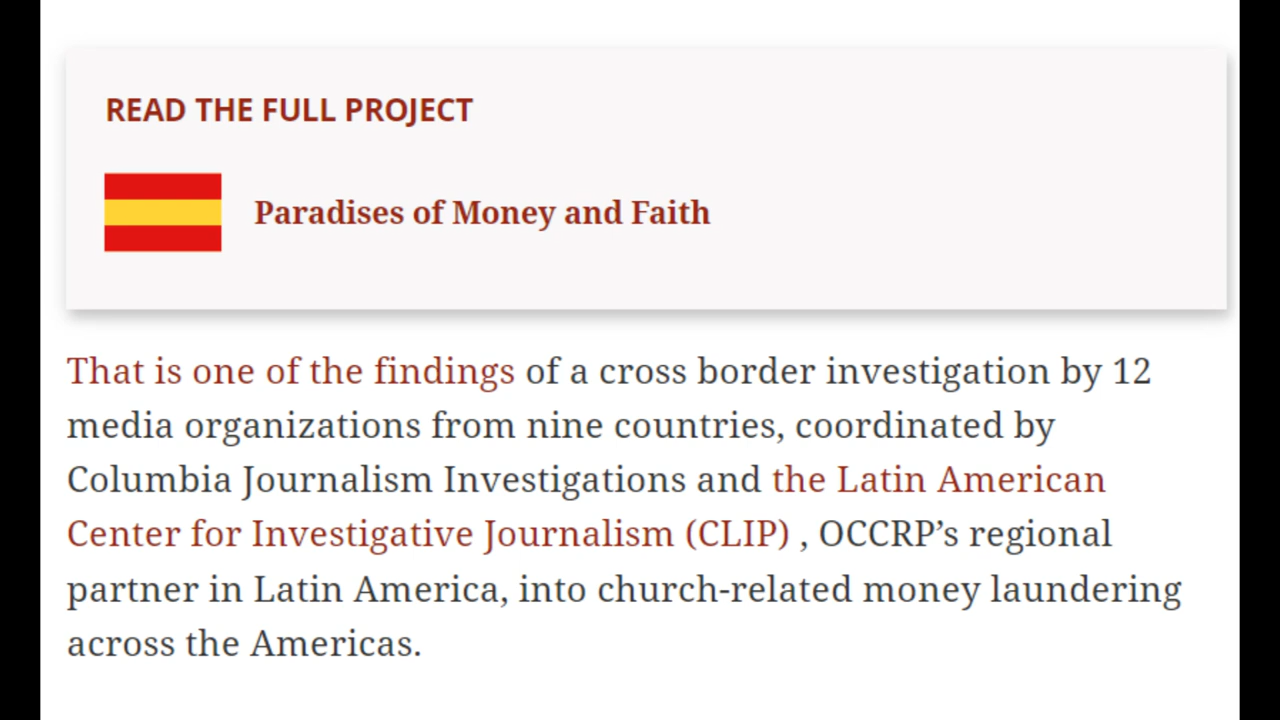 READ THE FULL PROJECT
Paradises of Money and Faith
That is one of the findings of a cross border investigation by 12
media organizations from nine countries, coordinated by
Columbia Journalism Investigations and the Latin American
Center for Investigative Journalism (CLIP) , OCCRP’s regional
partner in Latin America, into church-related money laundering
across the Americas.